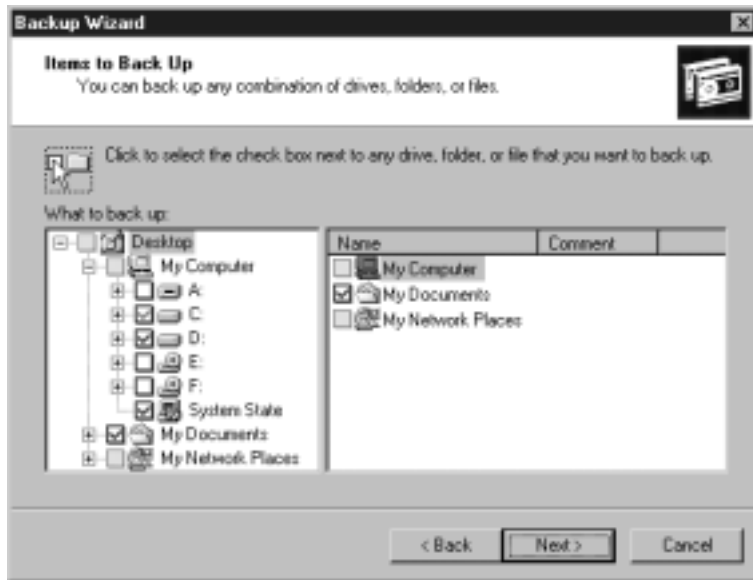 Backup Wizard
Items to Back Up
You can back up any combination of drives, folders, or files.
Click to select the check box next to any drive, folder, or file that you want to back up.
What to back up:
Desktop
My Computer
A:
C:
D:
E:
F:
System State
My Documents
My Network Places
Name Comment
My Computer
My Documents
My Network Places
< Back Next > Cancel